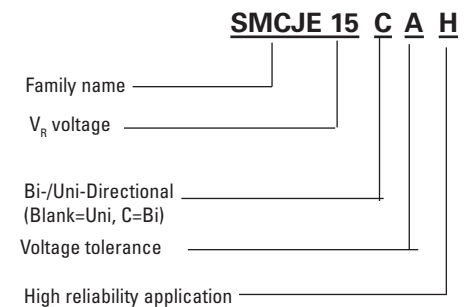 SMCJE 15 C A H
Family name
VR voltage
Bi-/Uni-Directional
(Blank=Uni, C=Bi)
Voltage tolerance
High reliability application